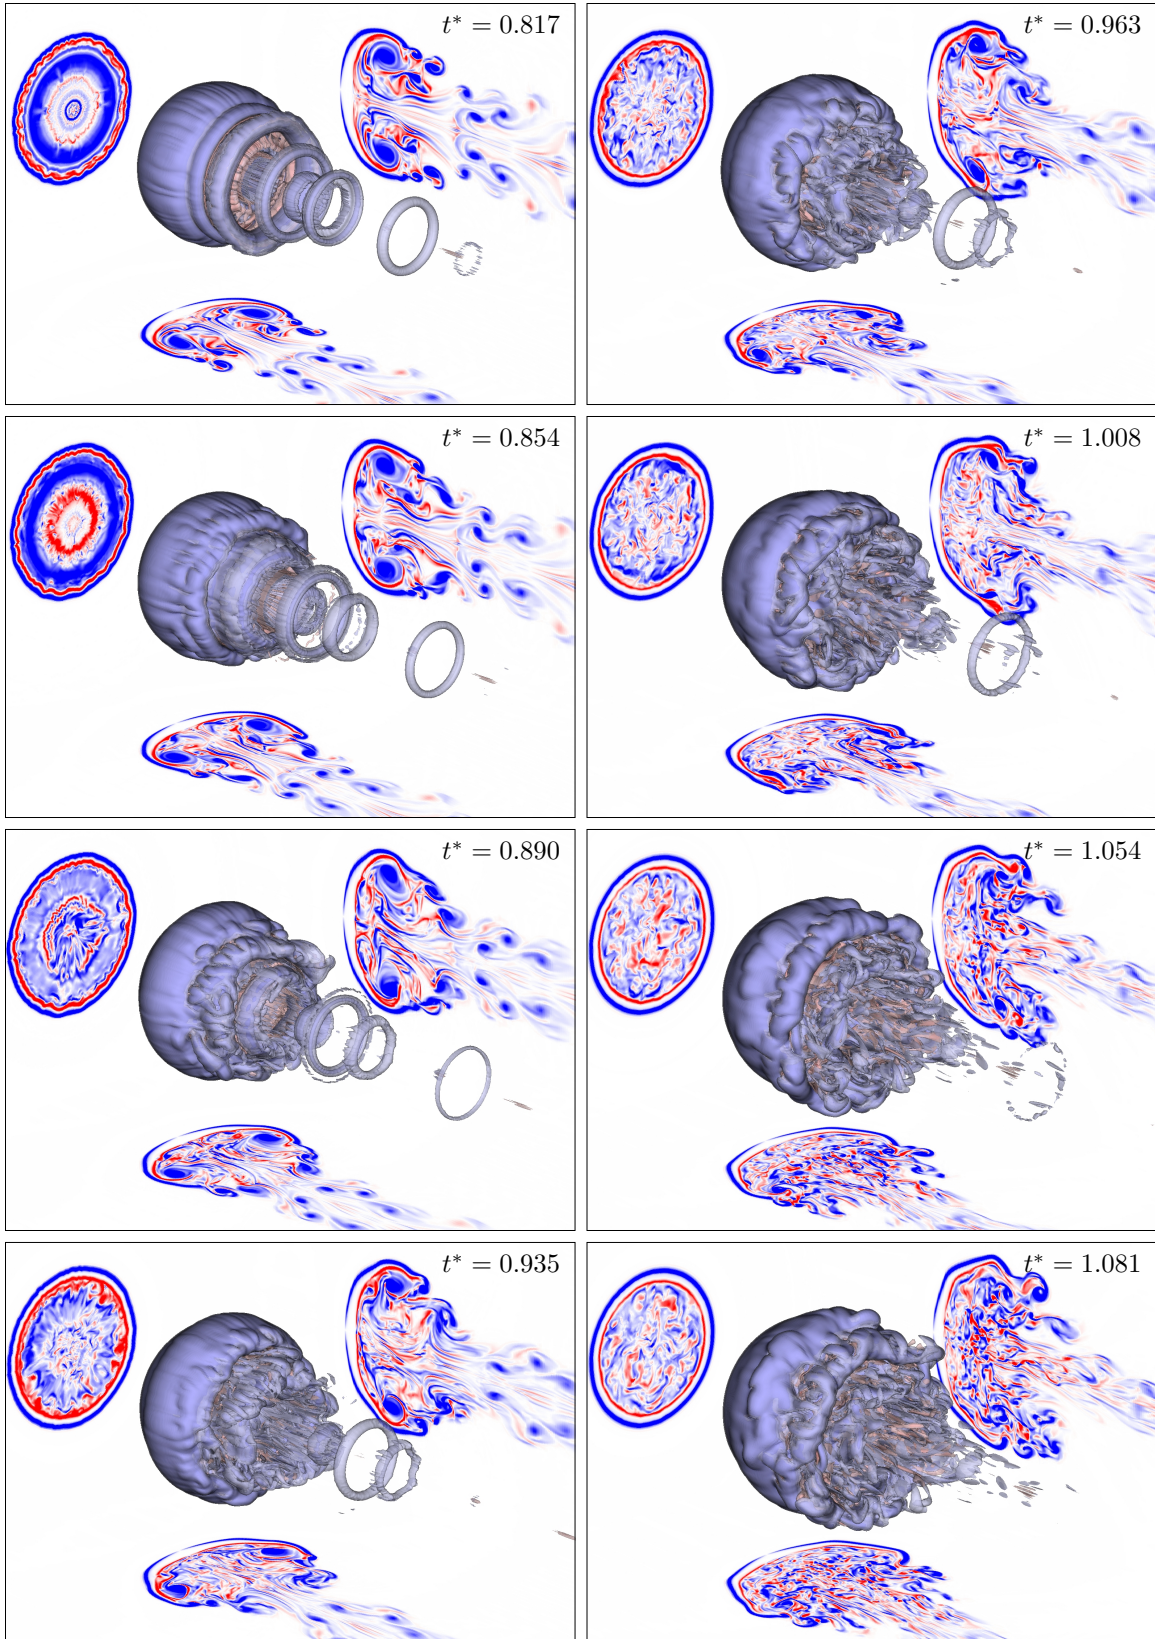 t* = 0.817
t* = 0.963
t* = 0.854
t* = 1.008
t* = 0.890
t* = 1.054
t* = 0.935
t* = 1.081